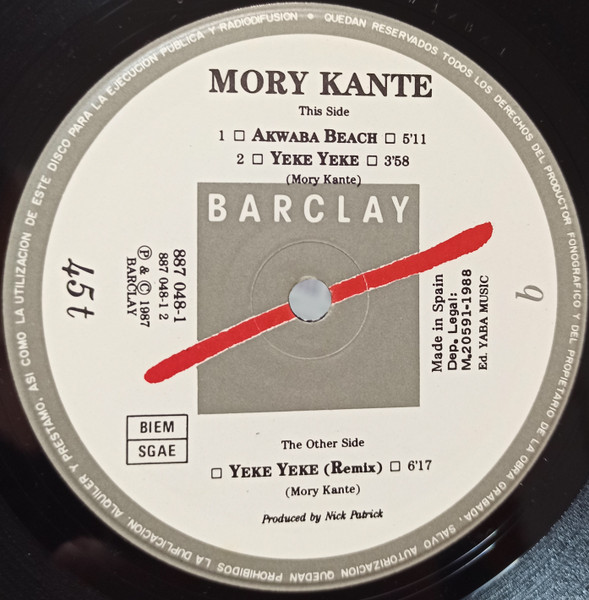 MORY KANTE
This Side
1 □ AKWABA BEACH □ 5'11
2 □ YEKE YEKE □ 3'58
(Mory Kante)
BARCLAY
45t
887 048-1
887 048-1 2
Ⓟ & © 1987
BARCLAY
Made in Spain
Dep. Legal:
M.20591-1988
Ed. YABA MUSIC
BIEM
SGAE
The Other Side
□ YEKE YEKE (Remix) □ 6'17
(Mory Kante)
Produced by Nick Patrick
QUEDAN RESERVADOS TODOS LOS DERECHOS DEL PRODUCTOR FONOGRAFICO Y DEL PROPIETARIO DE LA OBRA GRABADA. SALVO AUTORIZACION QUEDAN PROHIBIDOS LA DUPLICACION, ALQUILER Y PRESTAMO, ASI COMO LA UTILIZACION DE ESTE DISCO PARA LA EJECUCION PUBLICA Y RADIODIFUSION